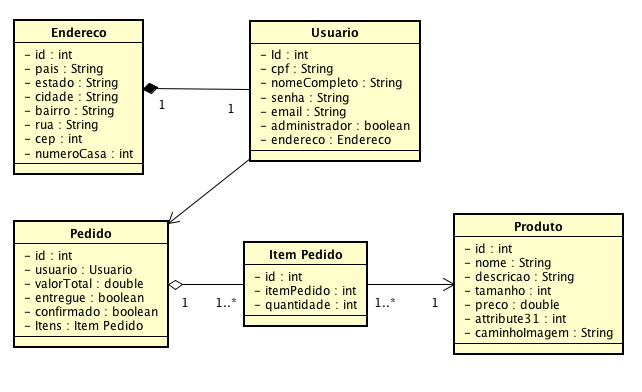 Endereco
- id : int
- pais : String
- estado : String
- cidade : String
- bairro : String
- rua : String
- cep : int
- numeroCasa : int
1
1
Usuario
- Id : int
- cpf : String
- nomeCompleto : String
- senha : String
- email : String
- administrador : boolean
- endereco : Endereco
Pedido
- id : int
- usuario : Usuario
- valorTotal : double
- entregue : boolean
- confirmado : boolean
- Itens : Item Pedido
1
1..*
Item Pedido
- id : int
- itemPedido : int
- quantidade : int
1..*
1
Produto
- id : int
- nome : String
- descricao : String
- tamanho : int
- preco : double
- attribute31 : int
- caminhoImagem : String